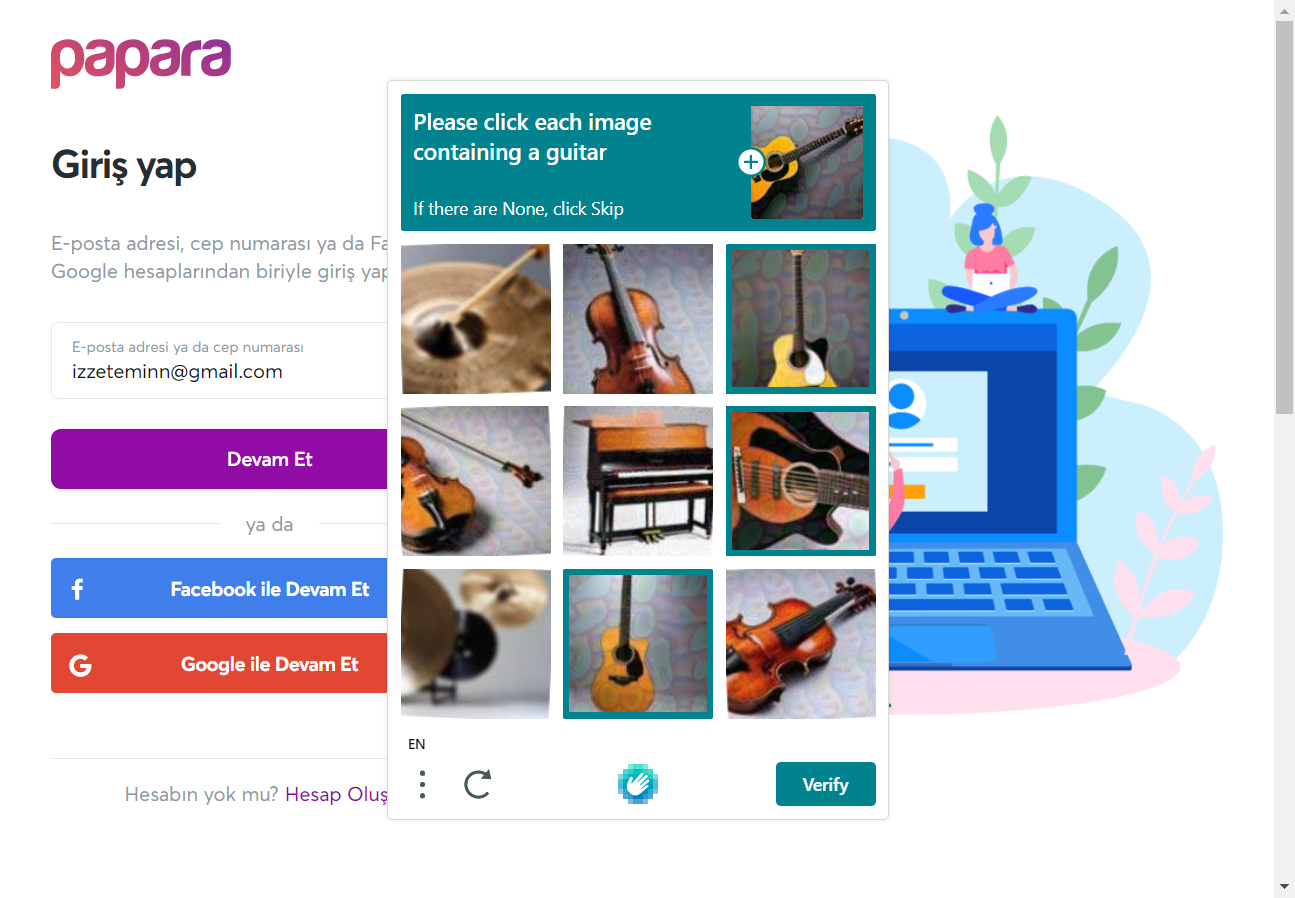 papara
Giriş yap
E-posta adresi, cep numarası ya da Fa
Google hesaplarından biriyle giriş yap
E-posta adresi ya da cep numarası
izzeteminn@gmail.com
Devam Et
ya da
Facebook ile Devam Et
Google ile Devam Et
Hesabın yok mu? Hesap Oluş
Please click each image
containing a guitar
If there are None, click Skip
EN
Verify